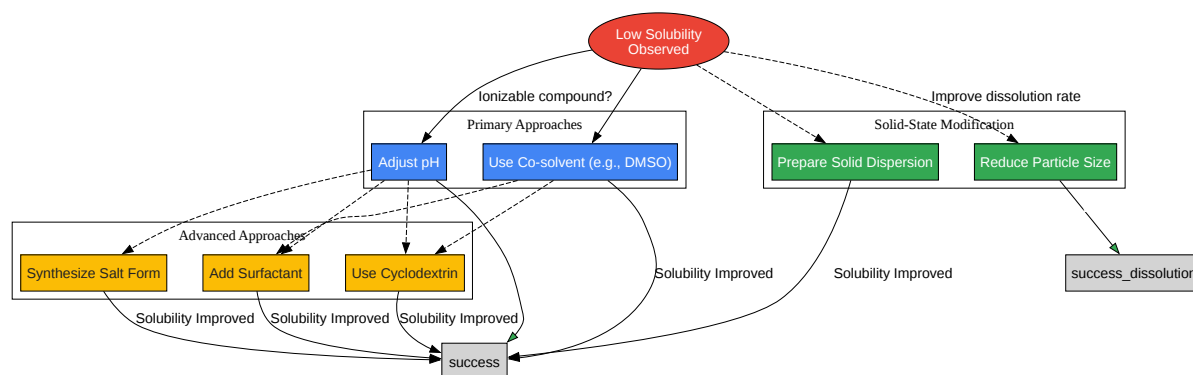 Low Solubility
Observed
Ionizable compound?
Improve dissolution rate
Primary Approaches
Solid-State Modification
Adjust pH
Use Co-solvent (e.g., DMSO)
Prepare Solid Dispersion
Reduce Particle Size
Advanced Approaches
Synthesize Salt Form
Add Surfactant
Use Cyclodextrin
Solubility Improved
Solubility Improved
success_dissolution
Solubility Improved
Solubility Improved
Solubility Improved
success